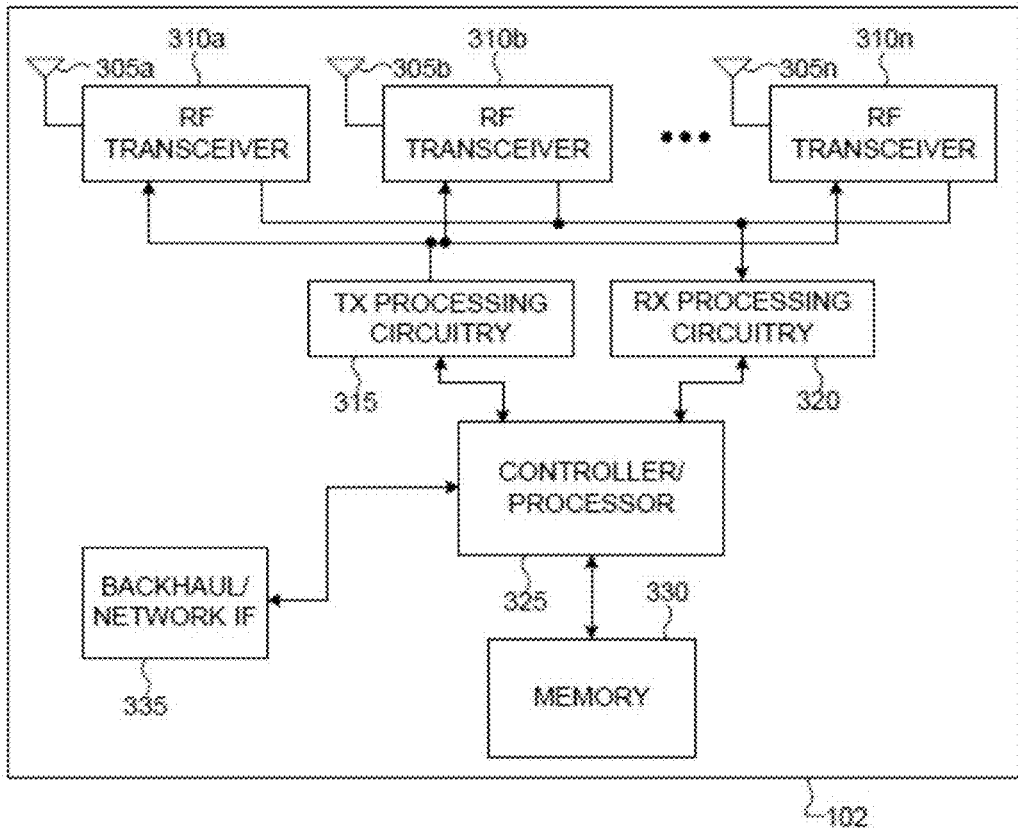 310a
310b
310n
305a
305b
305n
RF
TRANSCEIVER
RF
TRANSCEIVER
RF
TRANSCEIVER
TX PROCESSING
CIRCUITRY
RX PROCESSING
CIRCUITRY
315
320
CONTROLLER/
PROCESSOR
BACKHAUL/
NETWORK IF
325
330
335
MEMORY
102